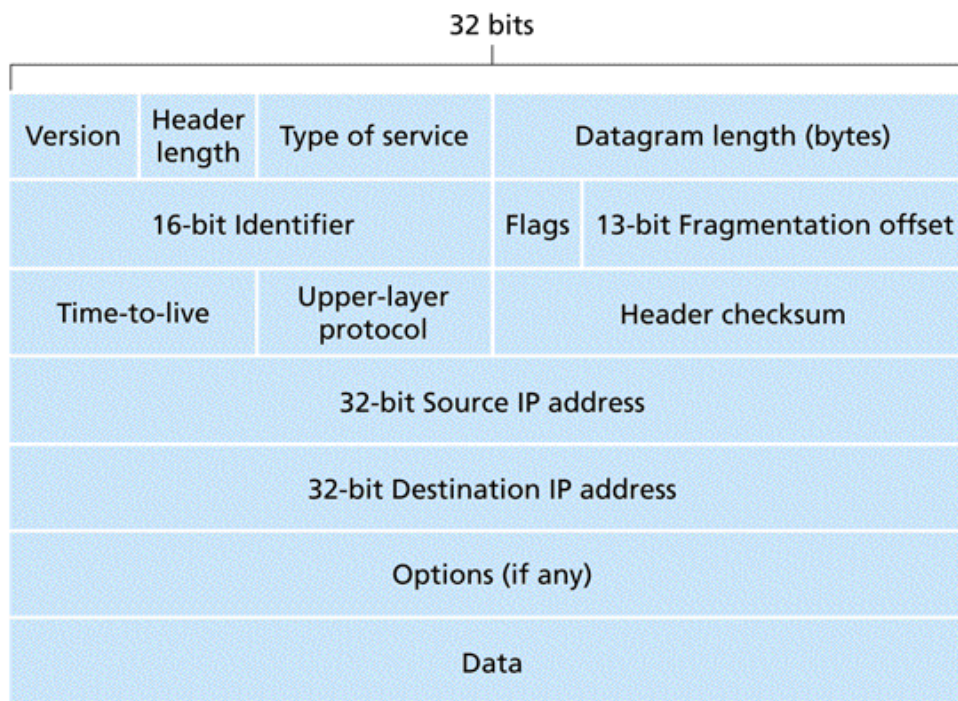 32 bits
Version
Header
length
Type of service
Datagram length (bytes)
16-bit Identifier
Flags
13-bit Fragmentation offset
Time-to-live
Upper-layer
protocol
Header checksum
32-bit Source IP address
32-bit Destination IP address
Options (if any)
Data